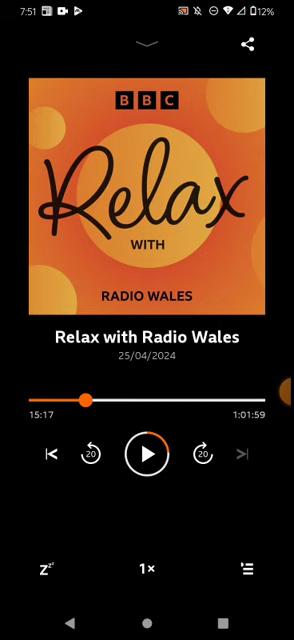 7:51
12%
BBC
Relax
WITH
RADIO WALES
Relax with Radio Wales
25/04/2024
15:17
1:01:59
20
20
Zzz
1×